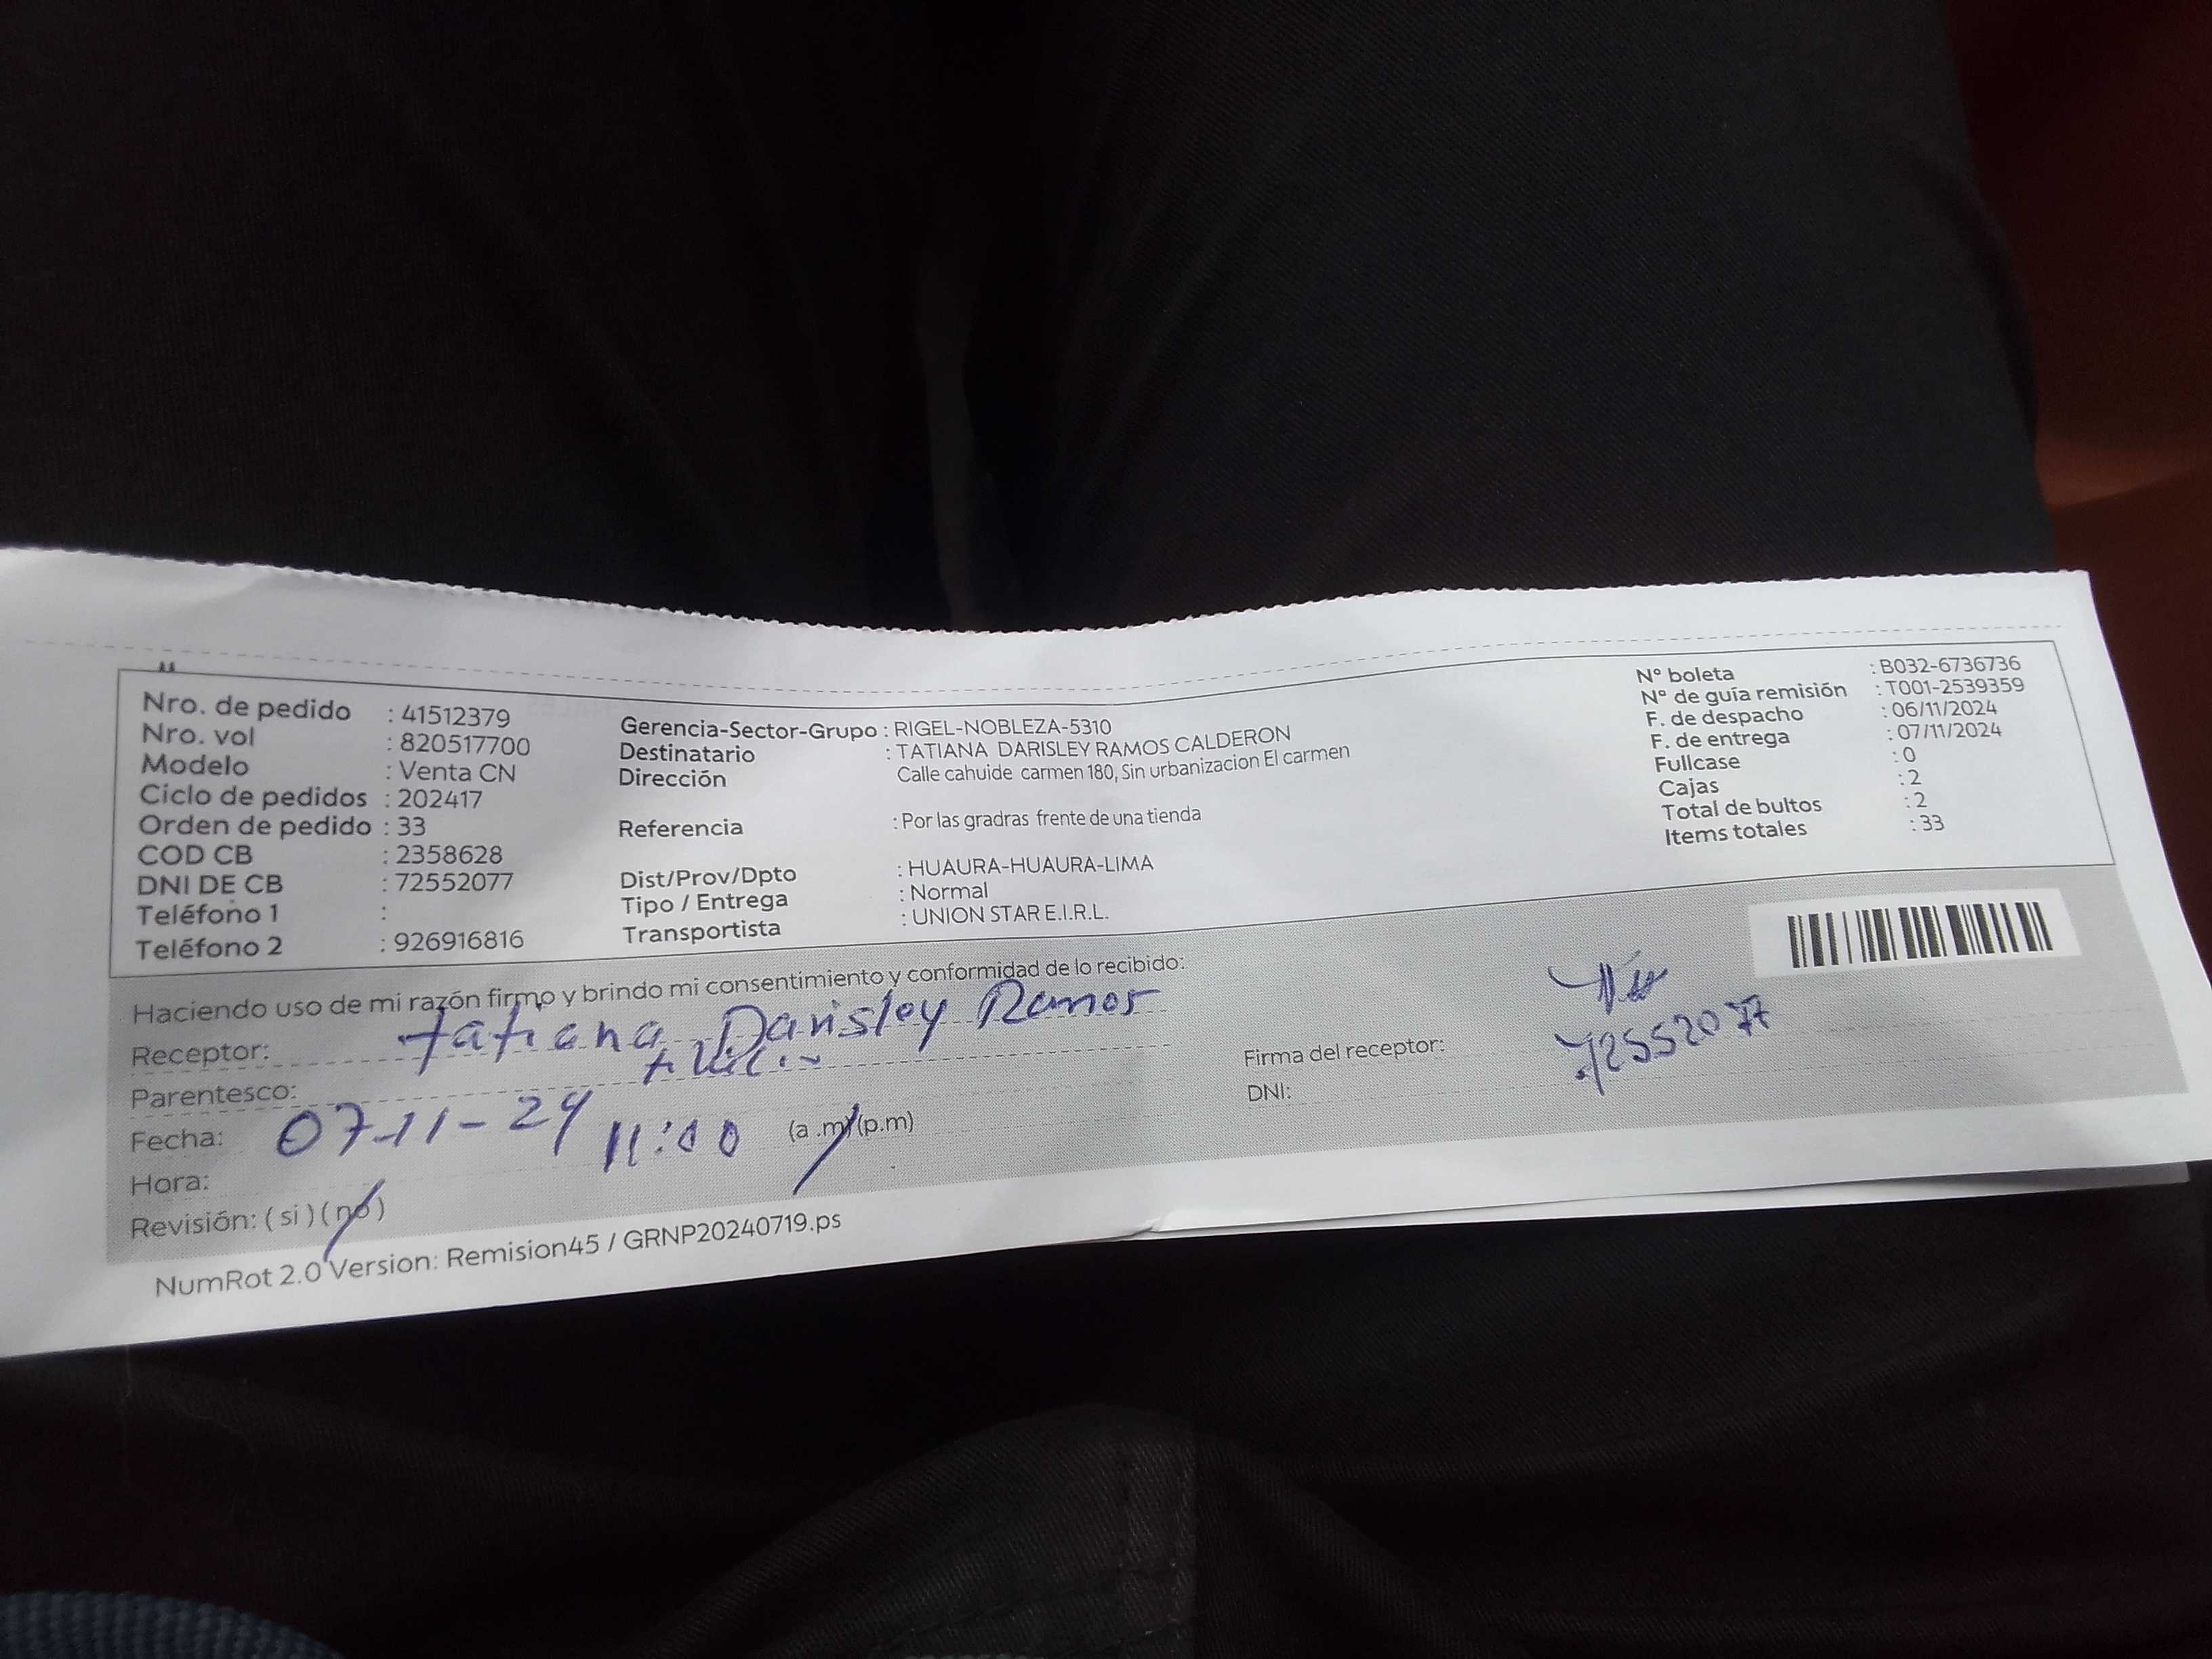 Nro. de pedido : 41512379
Nro. vol : 820517700
Modelo : Venta CN
Ciclo de pedidos : 202417
Orden de pedido : 33
COD CB : 2358628
DNI DE CB : 72552077
Teléfono 1 :
Teléfono 2 : 926916816
Gerencia-Sector-Grupo : RIGEL-NOBLEZA-5310
Destinatario : TATIANA DARISLEY RAMOS CALDERON
Dirección Calle cahuide carmen 180, Sin urbanizacion El carmen
Referencia : Por las gradras frente de una tienda
Dist/Prov/Dpto : HUAURA-HUAURA-LIMA
Tipo / Entrega : Normal
Transportista : UNION STAR E.I.R.L.
N° boleta : B032-6736736
N° de guía remisión : T001-2539359
F. de despacho : 06/11/2024
F. de entrega : 07/11/2024
Fullcase : 0
Cajas : 2
Total de bultos : 2
Items totales : 33
Haciendo uso de mi razón firmo y brindo mi consentimiento y conformidad de lo recibido:
Receptor: Tatiana Darisley Ramos
Parentesco:
Fecha: 07-11-24
Hora: 11:00 (a .m)(p.m)
Revisión: ( si ) ( no )
Firma del receptor:
DNI: 72552077
NumRot 2.0 Version: Remision45 / GRNP20240719.ps